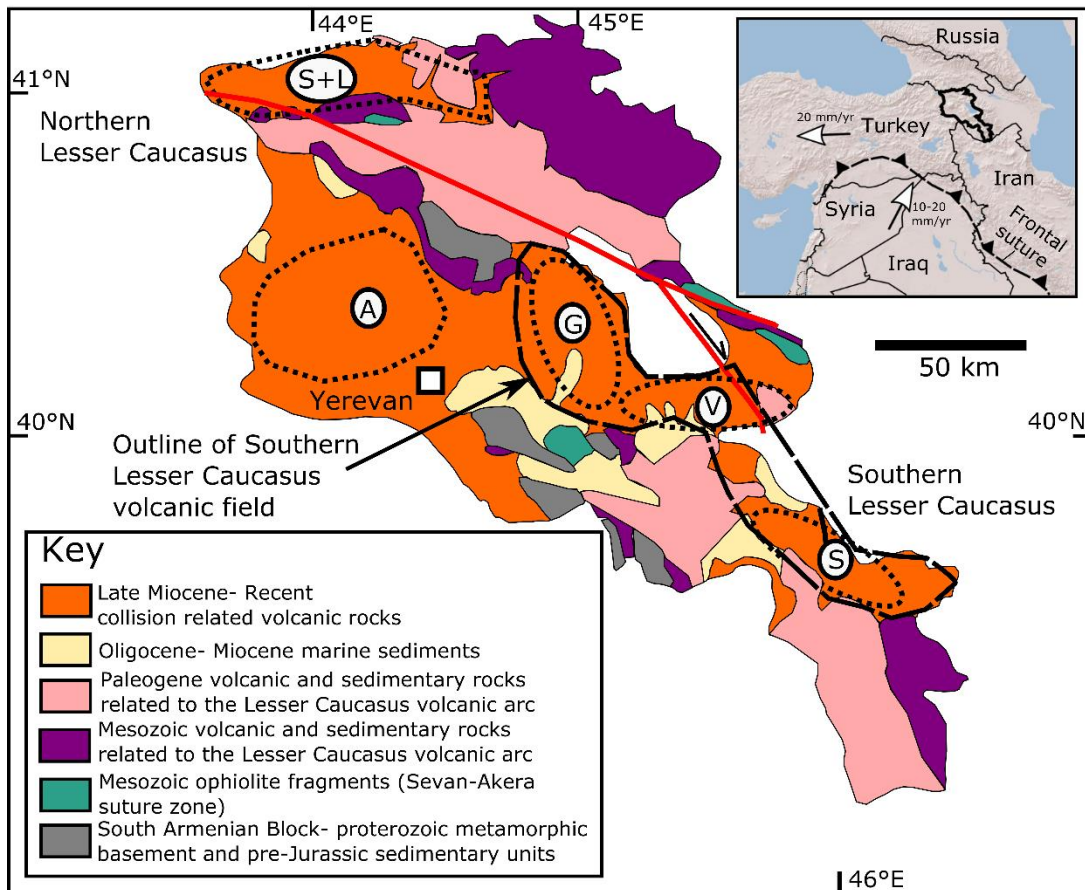 44°E
45°E
41°N
S+L
Northern
Lesser Caucasus
A
G
Yerevan
V
40°N
40°N
Outline of Southern
Lesser Caucasus
volcanic field
Southern
Lesser Caucasus
S
50 km
46°E
Russia
20 mm/yr
Turkey
Iran
Syria
10-20
mm/yr
Frontal
suture
Iraq
Key
Late Miocene- Recent
collision related volcanic rocks
Oligocene- Miocene marine sediments
Paleogene volcanic and sedimentary rocks
related to the Lesser Caucasus volcanic arc
Mesozoic volcanic and sedimentary rocks
related to the Lesser Caucasus volcanic arc
Mesozoic ophiolite fragments (Sevan-Akera
suture zone)
South Armenian Block- proterozoic metamorphic
basement and pre-Jurassic sedimentary units